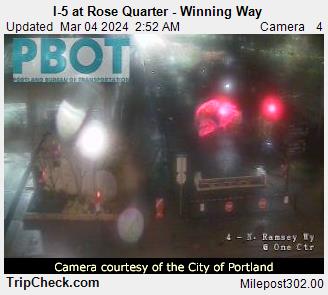 I-5 at Rose Quarter - Winning Way
Updated Mar 04 2024 2:52 AM Camera 4
PBOT
PORTLAND BUREAU OF TRANSPORTATION
4 - N. Ramsey Wy
@ One Ctr
Camera courtesy of the City of Portland
TripCheck.com Milepost302.00